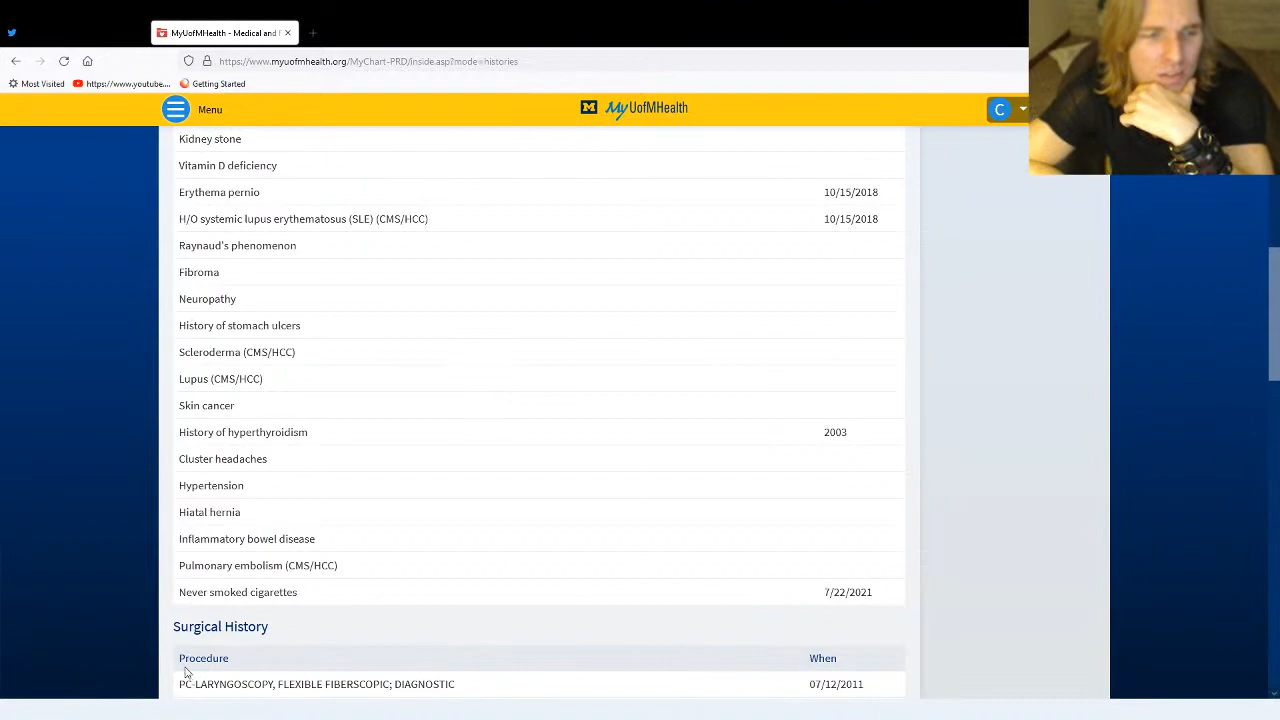 MyUofMHealth - Medical and F
https://www.myuofmhealth.org/MyChart-PRD/inside.asp?mode=histories
Most Visited https://www.youtube.... Getting Started
Menu M MyUofMHealth C
Kidney stone
Vitamin D deficiency
Erythema pernio 10/15/2018
H/O systemic lupus erythematosus (SLE) (CMS/HCC) 10/15/2018
Raynaud's phenomenon
Fibroma
Neuropathy
History of stomach ulcers
Scleroderma (CMS/HCC)
Lupus (CMS/HCC)
Skin cancer
History of hyperthyroidism 2003
Cluster headaches
Hypertension
Hiatal hernia
Inflammatory bowel disease
Pulmonary embolism (CMS/HCC)
Never smoked cigarettes 7/22/2021
Surgical History
Procedure When
PC-LARYNGOSCOPY, FLEXIBLE FIBERSCOPIC; DIAGNOSTIC 07/12/2011